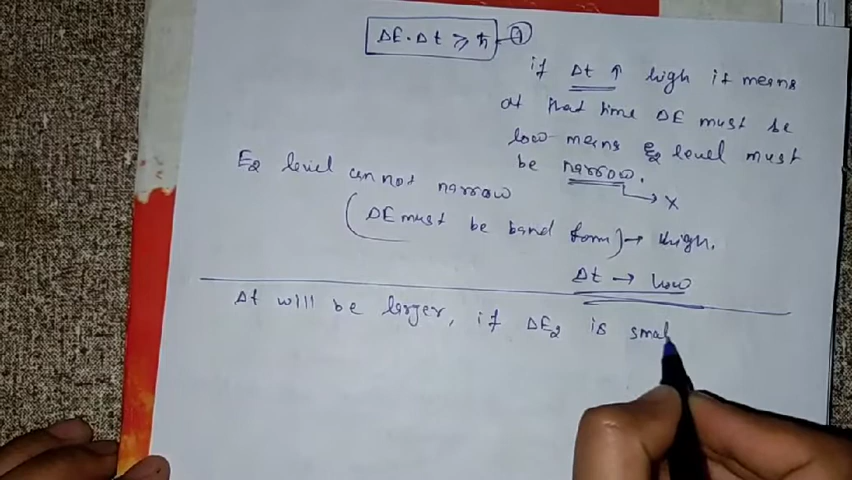 ΔE·Δt ≥ ħ —①
if Δt ↑ high it means
at that time ΔE must be
low means E2 level must
be narrow.
→ x
E2 level can not narrow
(ΔE must be band form) → high.
Δt → low
Δt will be larger, if ΔE2 is smal